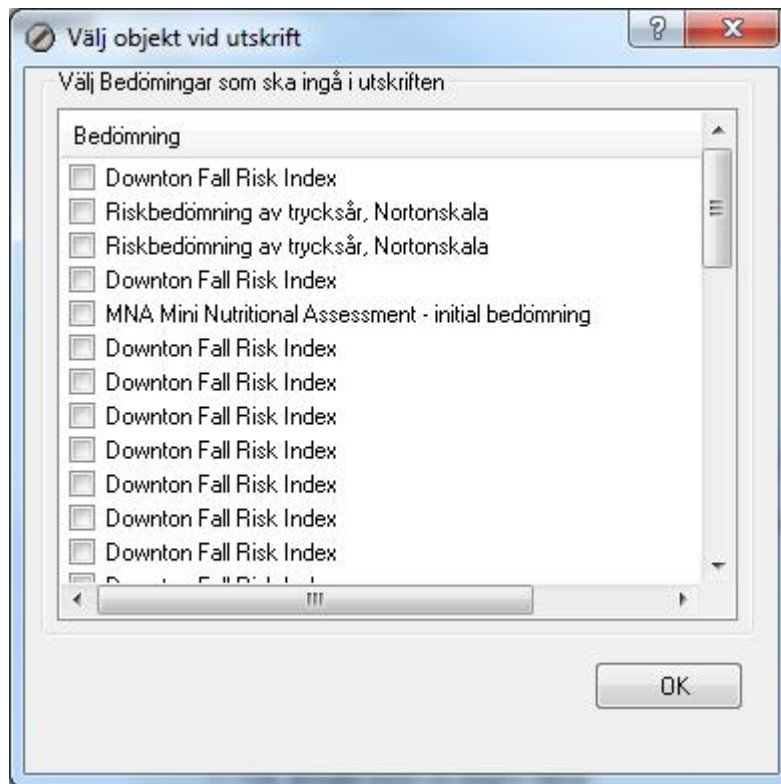 Välj objekt vid utskrift
Välj Bedömingar som ska ingå i utskriften
Bedömning
Downton Fall Risk Index
Riskbedömning av trycksår, Nortonskala
Riskbedömning av trycksår, Nortonskala
Downton Fall Risk Index
MNA Mini Nutritional Assessment - initial bedömning
Downton Fall Risk Index
Downton Fall Risk Index
Downton Fall Risk Index
Downton Fall Risk Index
Downton Fall Risk Index
Downton Fall Risk Index
Downton Fall Risk Index
OK